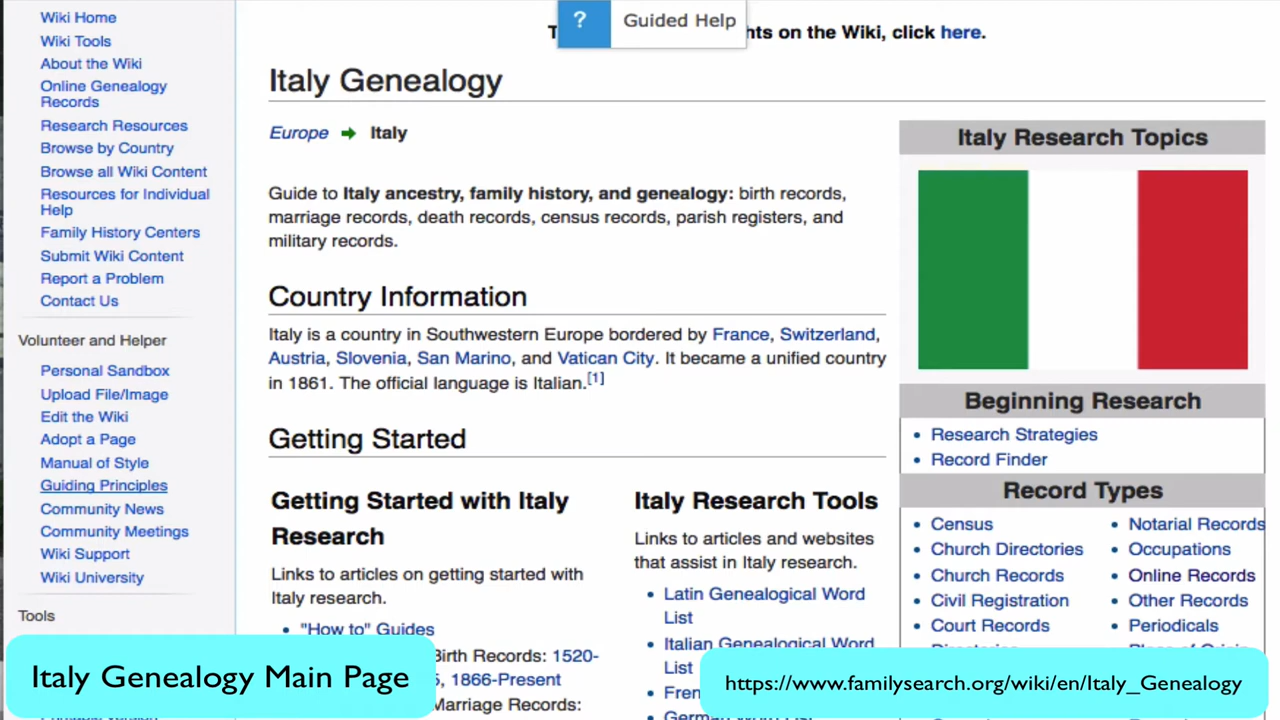 Wiki Home
Wiki Tools
About the Wiki
Online Genealogy
Records
Research Resources
Browse by Country
Browse all Wiki Content
Resources for Individual
Help
Family History Centers
Submit Wiki Content
Report a Problem
Contact Us
Volunteer and Helper
Personal Sandbox
Upload File/Image
Edit the Wiki
Adopt a Page
Manual of Style
Guiding Principles
Community News
Community Meetings
Wiki Support
Wiki University
Tools
? Guided Help
on the Wiki, click here.
Italy Genealogy
Europe ➔ Italy
Guide to Italy ancestry, family history, and genealogy: birth records,
marriage records, death records, census records, parish registers, and
military records.
Country Information
Italy is a country in Southwestern Europe bordered by France, Switzerland,
Austria, Slovenia, San Marino, and Vatican City. It became a unified country
in 1861. The official language is Italian.[1]
Getting Started
Getting Started with Italy
Research
Links to articles on getting started with
Italy research.
• "How to" Guides
Birth Records: 1520-
, 1866-Present
Marriage Records:
Italy Research Tools
Links to articles and websites
that assist in Italy research.
• Latin Genealogical Word
List
• Italian Genealogical Word
List
Italy Research Topics
Beginning Research
• Research Strategies
• Record Finder
Record Types
• Census
• Church Directories
• Church Records
• Civil Registration
• Court Records
• Notarial Records
• Occupations
• Online Records
• Other Records
• Periodicals
Italy Genealogy Main Page
https://www.familysearch.org/wiki/en/Italy_Genealogy